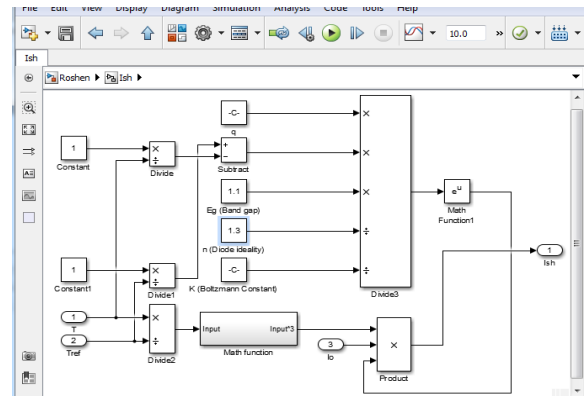 File Edit View Display Diagram Simulation Analysis Code Tools Help
10.0
Ish
Roshen Ish
-C-
q
1
Constant
Divide
Subtract
1.1
Eg (Band gap)
1.3
n (Diode ideality)
-C-
K (Boltzmann Constant)
1
Constant1
Divide1
Divide3
e^u
Math
Function1
1
Ish
1
T
2
Tref
Divide2
Input Input*3
Math function
3
Io
Product